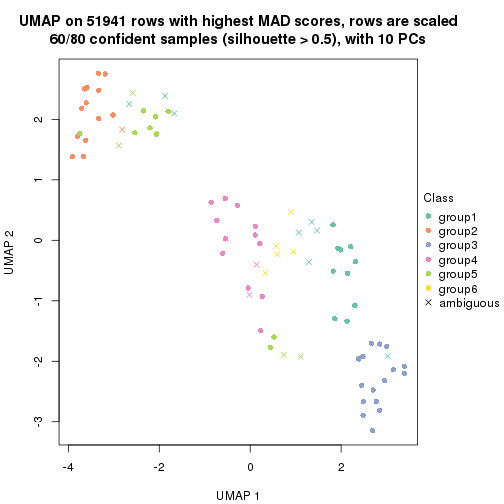 UMAP on 51941 rows with highest MAD scores, rows are scaled
60/80 confident samples (silhouette > 0.5), with 10 PCs
2
1
0
-1
-2
-3
UMAP 2
-4
-2
0
2
UMAP 1
Class
group1
group2
group3
group4
group5
group6
ambiguous